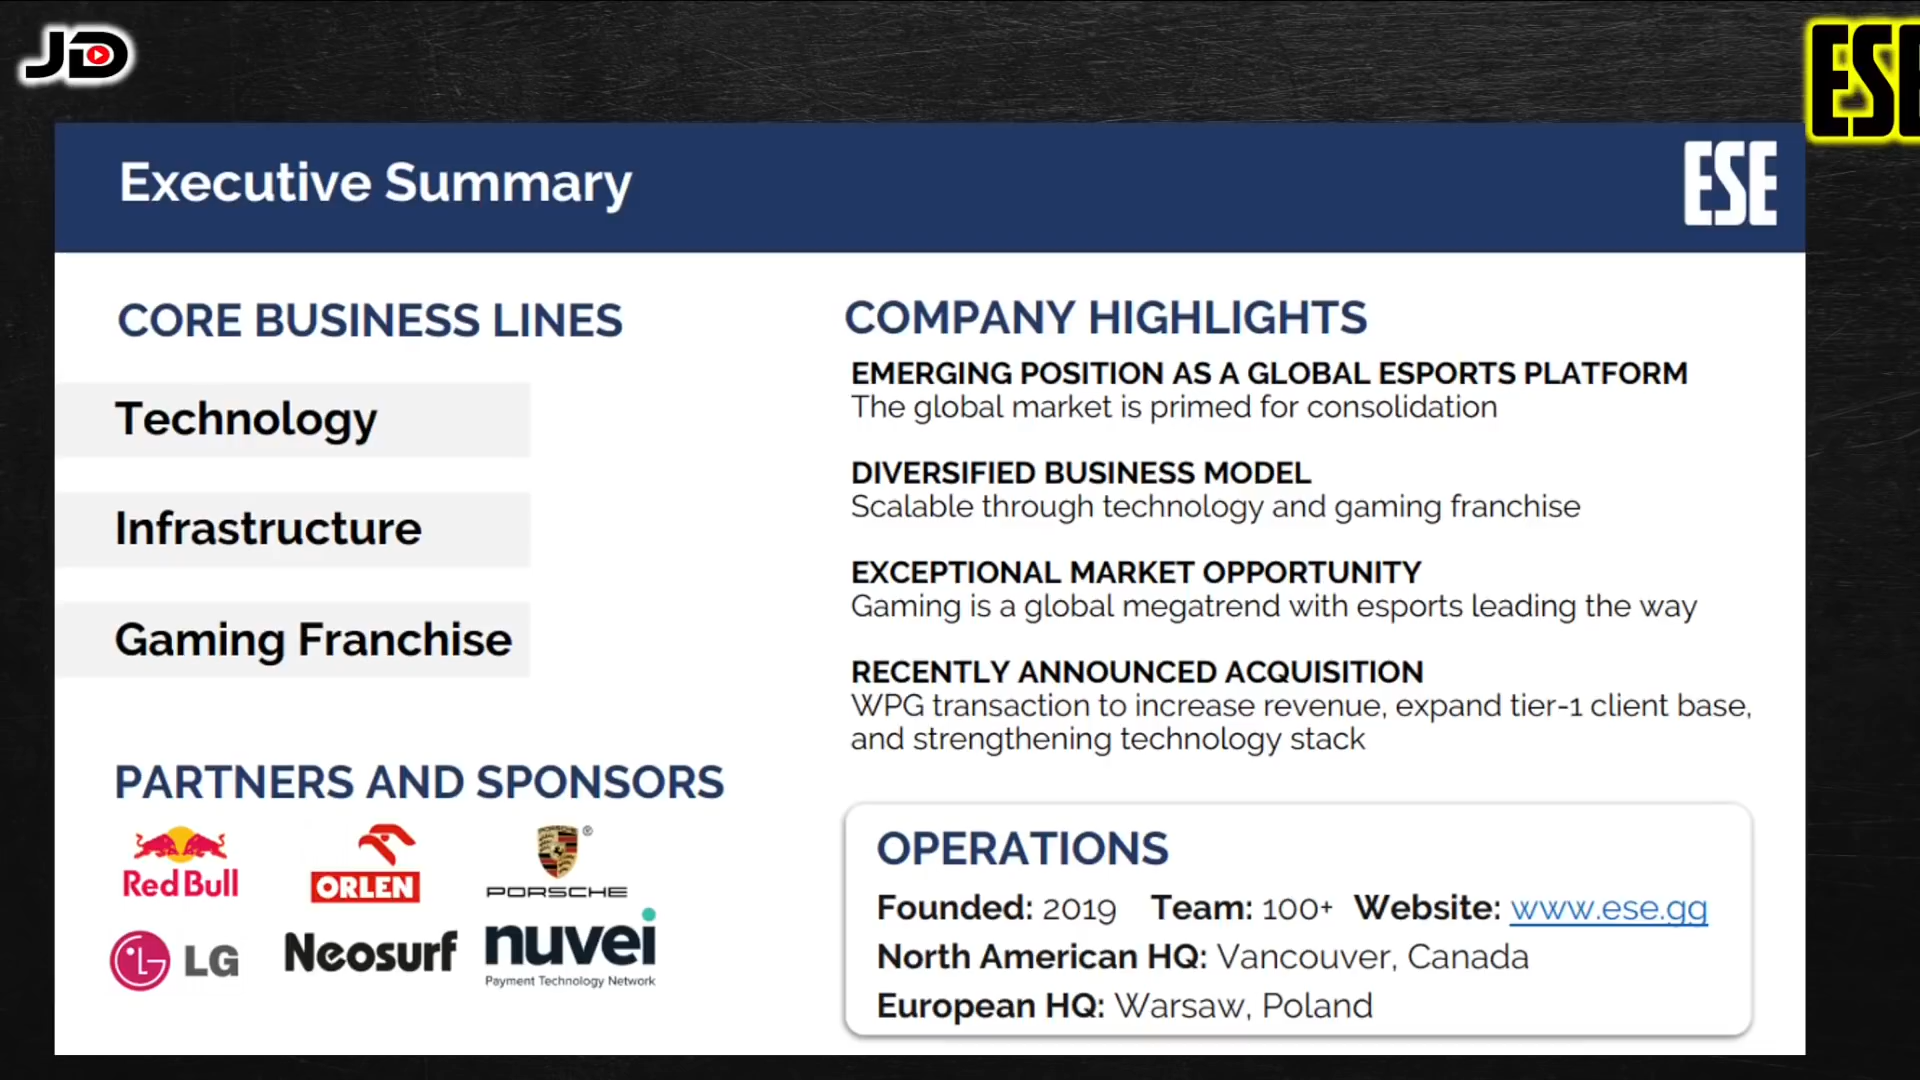 JD
ESE
Executive Summary
ESE
CORE BUSINESS LINES
Technology
Infrastructure
Gaming Franchise
PARTNERS AND SPONSORS
Red Bull
ORLEN
PORSCHE
LG
Neosurf
nuvei
Payment Technology Network
COMPANY HIGHLIGHTS
EMERGING POSITION AS A GLOBAL ESPORTS PLATFORM
The global market is primed for consolidation
DIVERSIFIED BUSINESS MODEL
Scalable through technology and gaming franchise
EXCEPTIONAL MARKET OPPORTUNITY
Gaming is a global megatrend with esports leading the way
RECENTLY ANNOUNCED ACQUISITION
WPG transaction to increase revenue, expand tier-1 client base,
and strengthening technology stack
OPERATIONS
Founded: 2019 Team: 100+ Website: www.ese.gg
North American HQ: Vancouver, Canada
European HQ: Warsaw, Poland